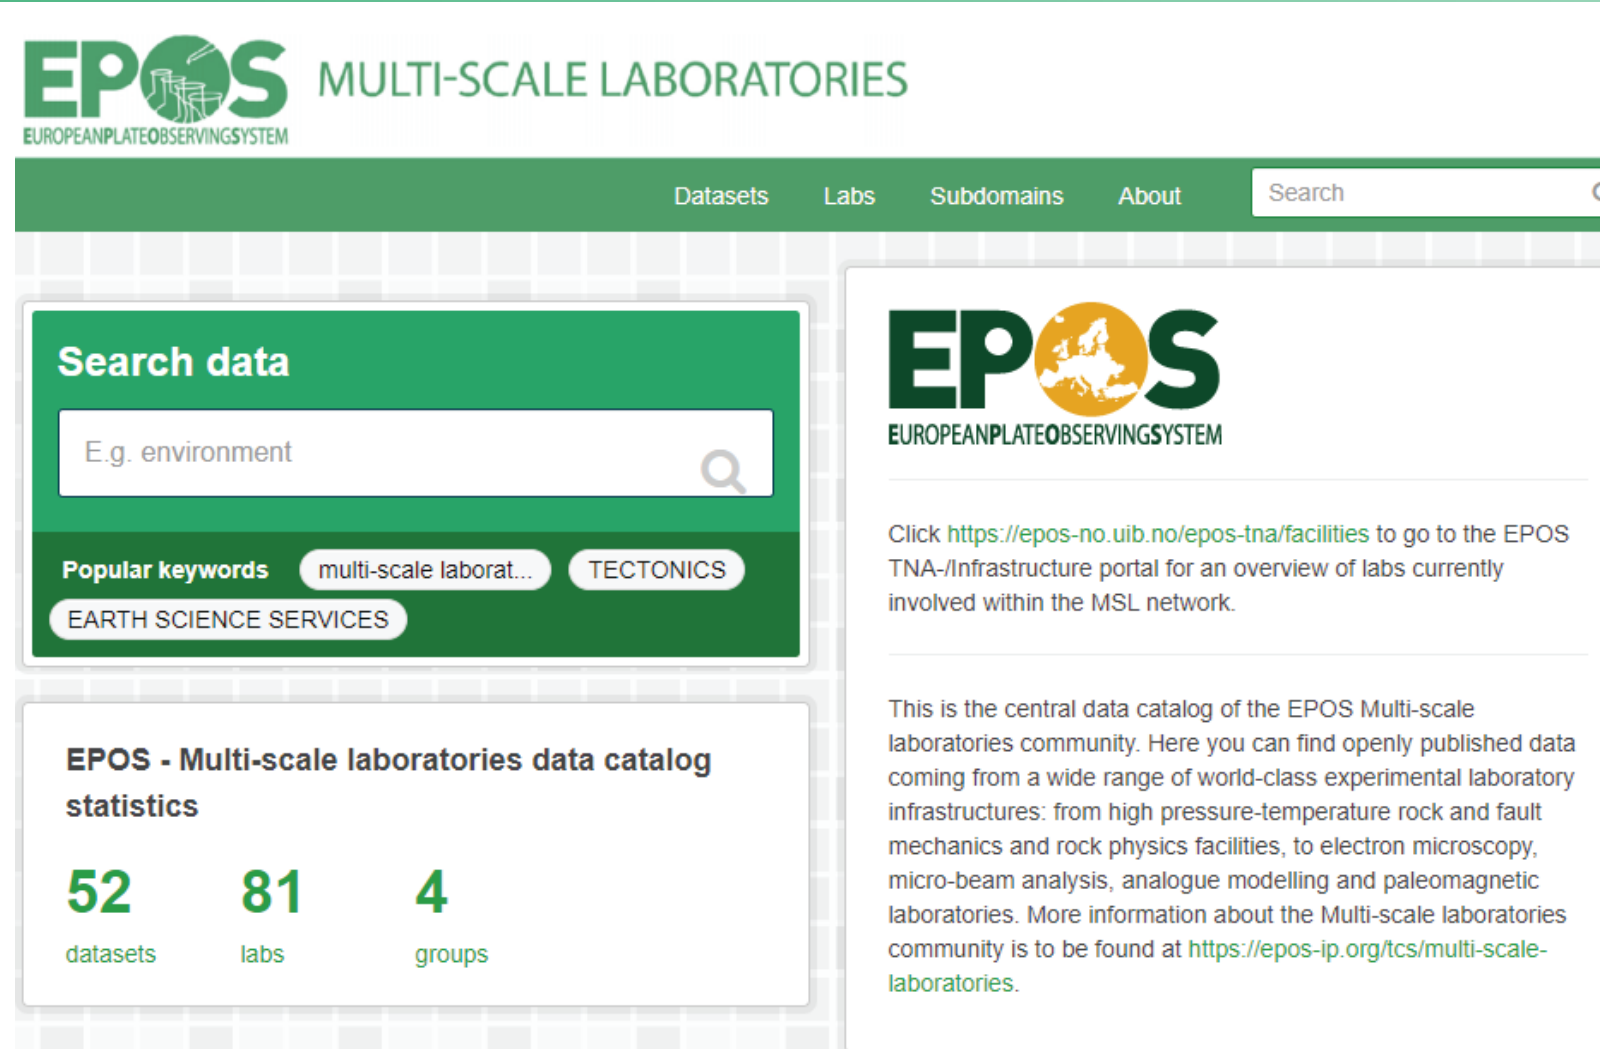 EPOS
EUROPEANPLATEOBSERVINGSYSTEM
MULTI-SCALE LABORATORIES
Datasets Labs Subdomains About Search
Search data
E.g. environment
Popular keywords multi-scale laborat... TECTONICS
EARTH SCIENCE SERVICES
EPOS - Multi-scale laboratories data catalog
statistics
52 81 4
datasets labs groups
EPOS
EUROPEANPLATEOBSERVINGSYSTEM
Click https://epos-no.uib.no/epos-tna/facilities to go to the EPOS
TNA-/Infrastructure portal for an overview of labs currently
involved within the MSL network.
This is the central data catalog of the EPOS Multi-scale
laboratories community. Here you can find openly published data
coming from a wide range of world-class experimental laboratory
infrastructures: from high pressure-temperature rock and fault
mechanics and rock physics facilities, to electron microscopy,
micro-beam analysis, analogue modelling and paleomagnetic
laboratories. More information about the Multi-scale laboratories
community is to be found at https://epos-ip.org/tcs/multi-scale-
laboratories.